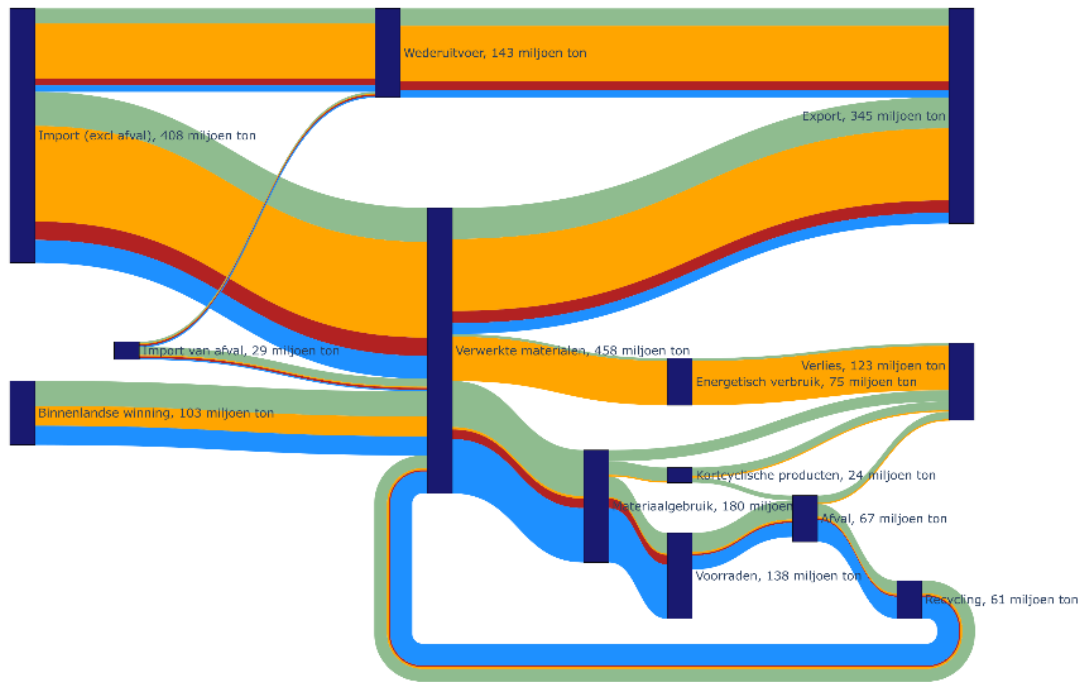 Wederuitvoer, 143 miljoen ton
Export, 345 miljoen ton
Import (excl afval), 408 miljoen ton
Import van afval, 29 miljoen ton
Verwerkte materialen, 458 miljoen ton
Verlies, 123 miljoen ton
Energetisch verbruik, 75 miljoen ton
Binnenlandse winning, 103 miljoen ton
Kortcyclische producten, 24 miljoen ton
Materiaalgebruik, 180 miljoen
Afval, 67 miljoen ton
Voorraden, 138 miljoen ton
Recycling, 61 miljoen ton